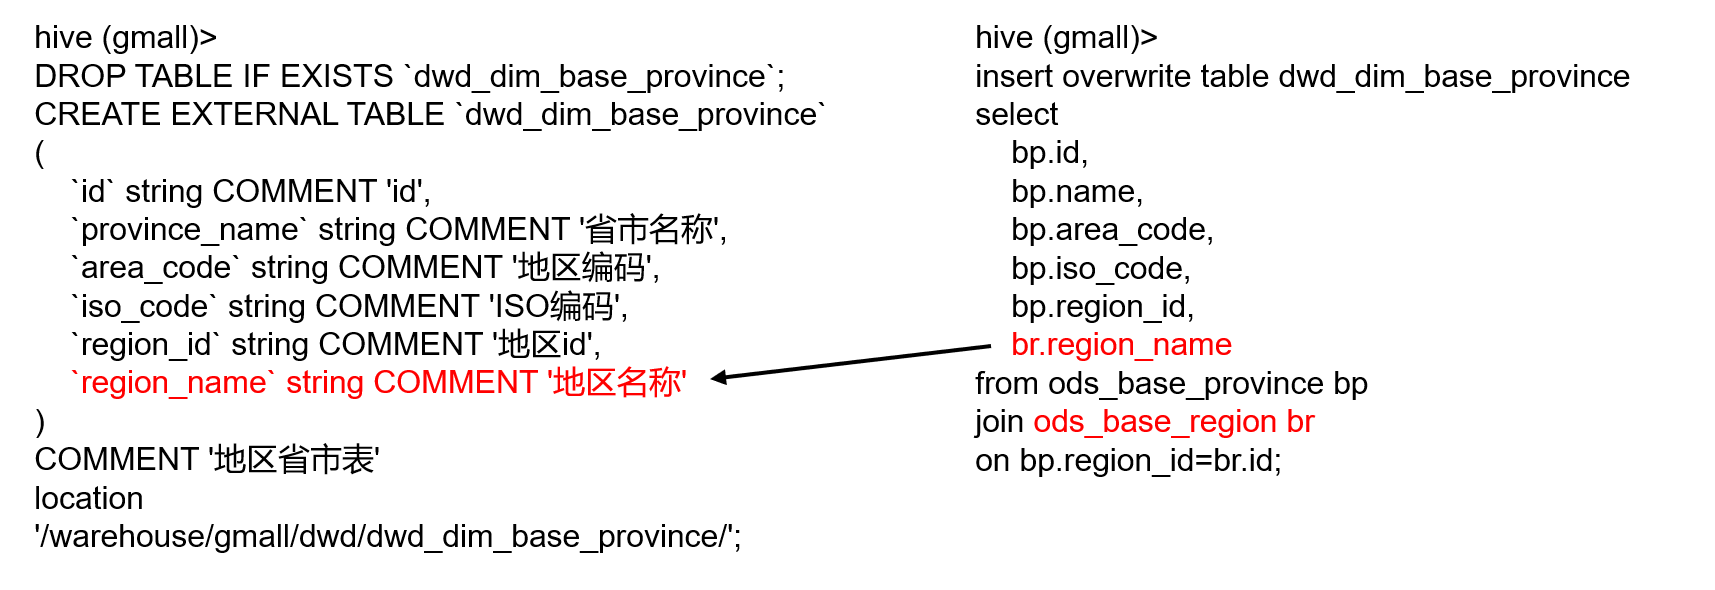 hive (gmall)>
DROP TABLE IF EXISTS `dwd_dim_base_province`;
CREATE EXTERNAL TABLE `dwd_dim_base_province`
(
`id` string COMMENT 'id',
`province_name` string COMMENT '省市名称',
`area_code` string COMMENT '地区编码',
`iso_code` string COMMENT 'ISO编码',
`region_id` string COMMENT '地区id',
`region_name` string COMMENT '地区名称'
)
COMMENT '地区省市表'
location
'/warehouse/gmall/dwd/dwd_dim_base_province/';
hive (gmall)>
insert overwrite table dwd_dim_base_province
select
bp.id,
bp.name,
bp.area_code,
bp.iso_code,
bp.region_id,
br.region_name
from ods_base_province bp
join ods_base_region br
on bp.region_id=br.id;